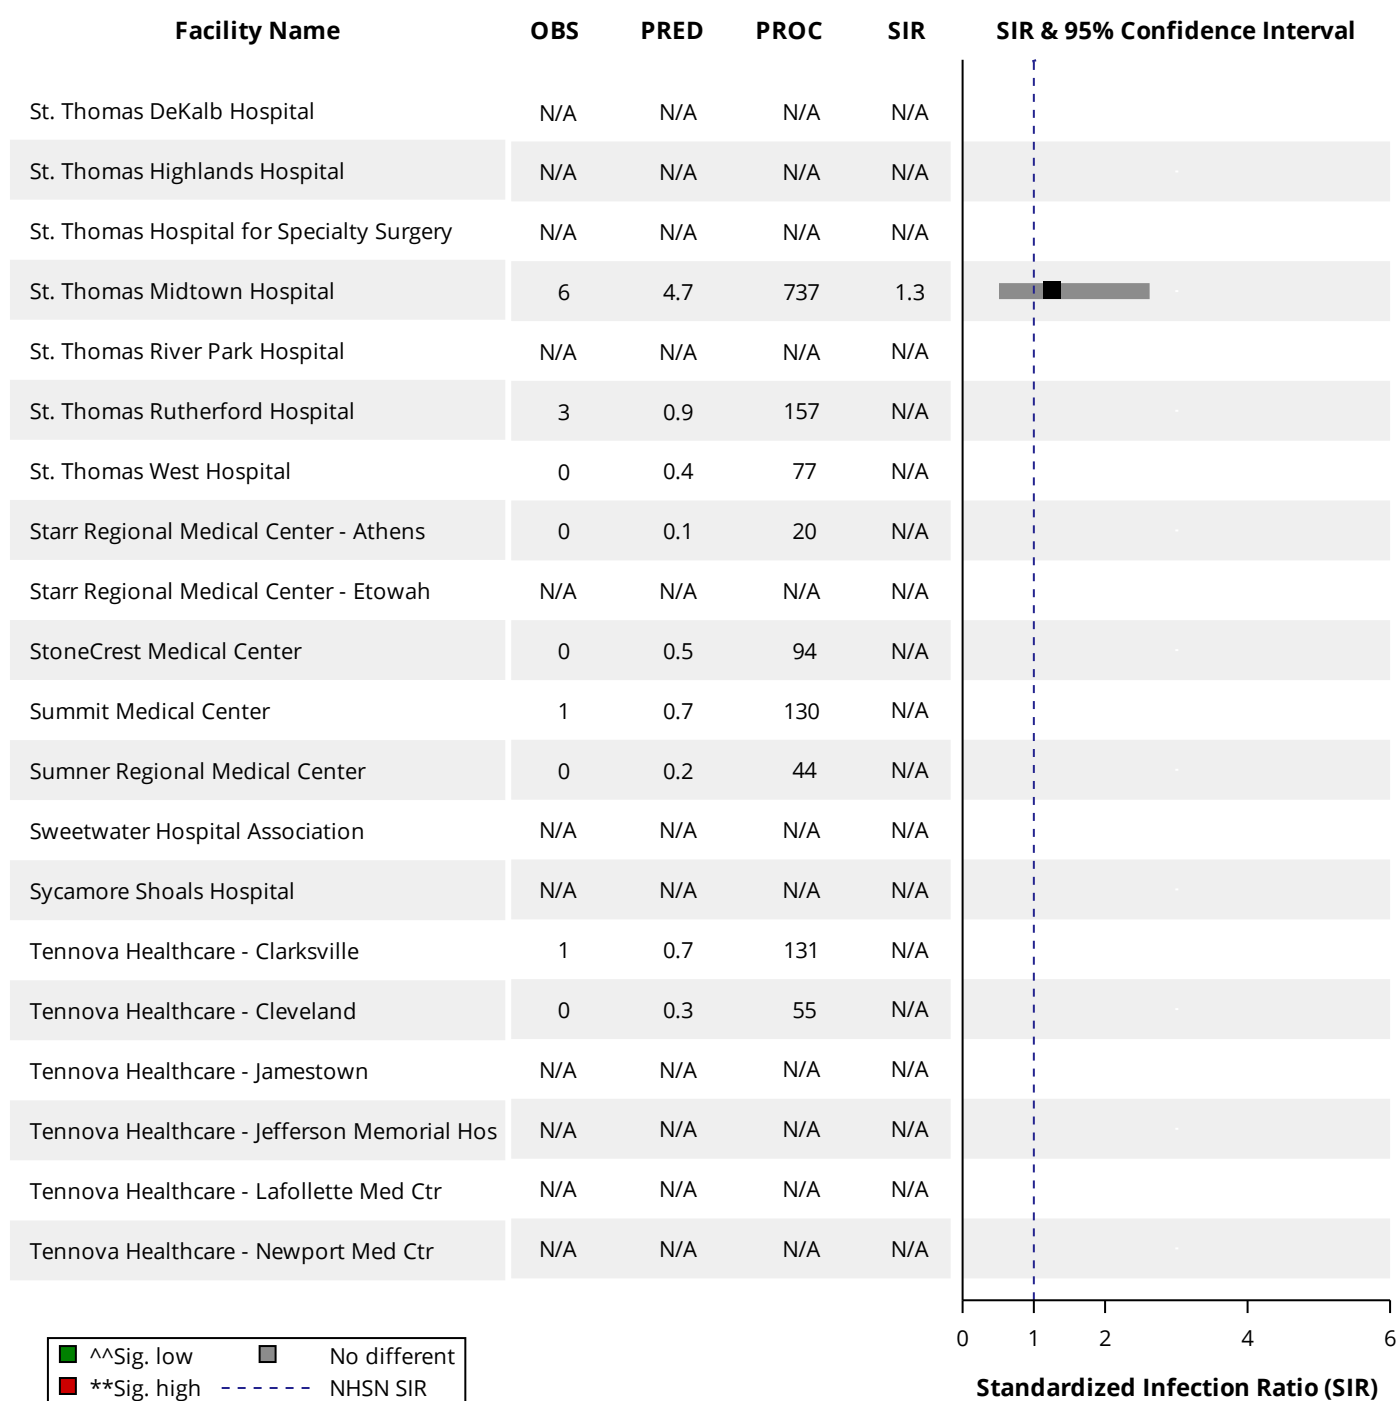 Facility Name OBS PRED PROC SIR SIR & 95% Confidence Interval
St. Thomas DeKalb Hospital N/A N/A N/A N/A
St. Thomas Highlands Hospital N/A N/A N/A N/A
St. Thomas Hospital for Specialty Surgery N/A N/A N/A N/A
St. Thomas Midtown Hospital 6 4.7 737 1.3
St. Thomas River Park Hospital N/A N/A N/A N/A
St. Thomas Rutherford Hospital 3 0.9 157 N/A
St. Thomas West Hospital 0 0.4 77 N/A
Starr Regional Medical Center - Athens 0 0.1 20 N/A
Starr Regional Medical Center - Etowah N/A N/A N/A N/A
StoneCrest Medical Center 0 0.5 94 N/A
Summit Medical Center 1 0.7 130 N/A
Sumner Regional Medical Center 0 0.2 44 N/A
Sweetwater Hospital Association N/A N/A N/A N/A
Sycamore Shoals Hospital N/A N/A N/A N/A
Tennova Healthcare - Clarksville 1 0.7 131 N/A
Tennova Healthcare - Cleveland 0 0.3 55 N/A
Tennova Healthcare - Jamestown N/A N/A N/A N/A
Tennova Healthcare - Jefferson Memorial Hos N/A N/A N/A N/A
Tennova Healthcare - Lafollette Med Ctr N/A N/A N/A N/A
Tennova Healthcare - Newport Med Ctr N/A N/A N/A N/A
0 1 2 4 6
^^Sig. low No different
**Sig. high NHSN SIR
Standardized Infection Ratio (SIR)